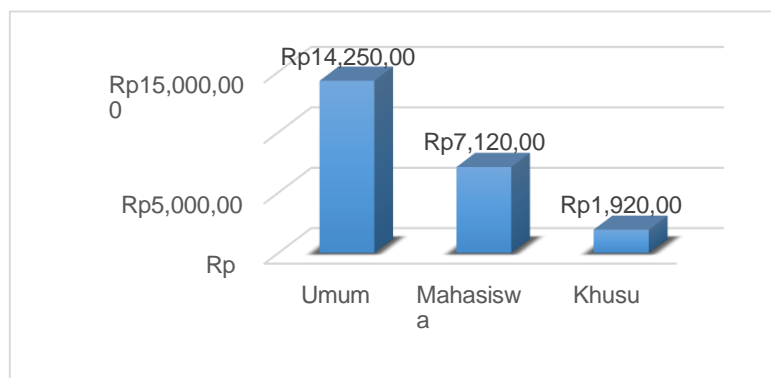 Rp14,250,00
Rp15,000,00
0
Rp7,120,00
Rp5,000,00
Rp1,920,00
Rp
Umum
Mahasisw
a
Khusu